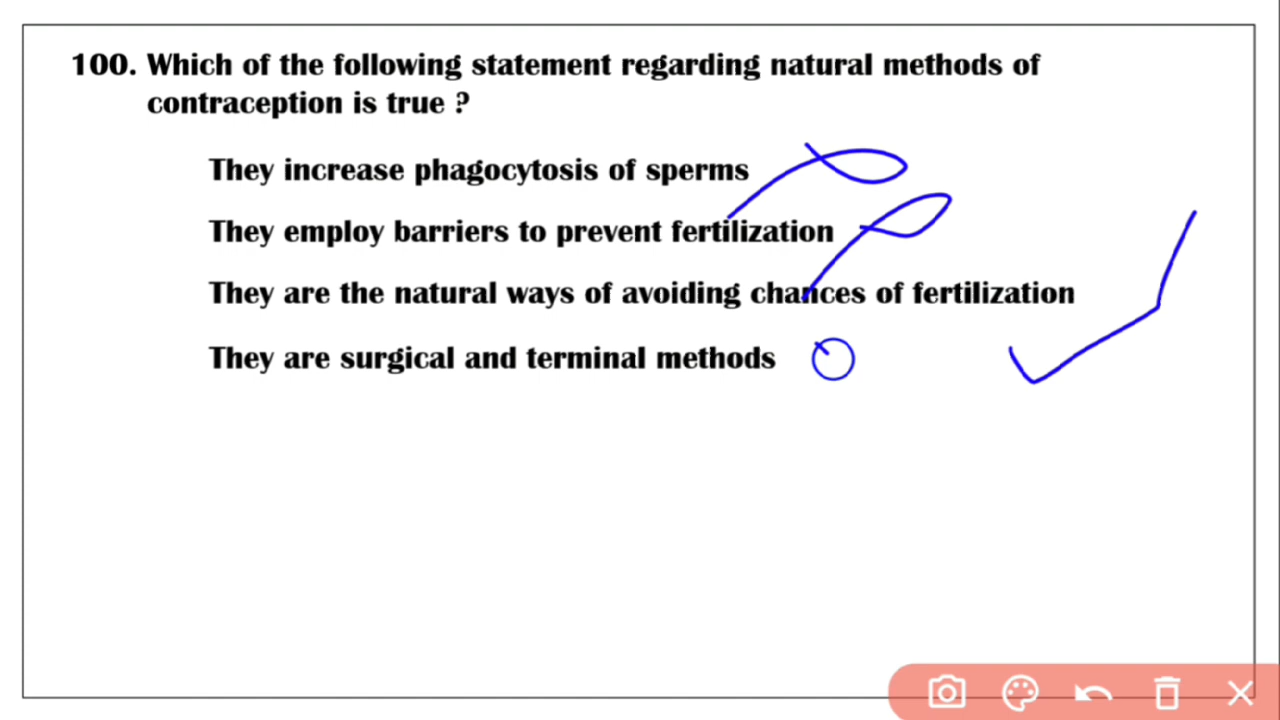 100. Which of the following statement regarding natural methods of
contraception is true ?
They increase phagocytosis of sperms
They employ barriers to prevent fertilization
They are the natural ways of avoiding chances of fertilization
They are surgical and terminal methods